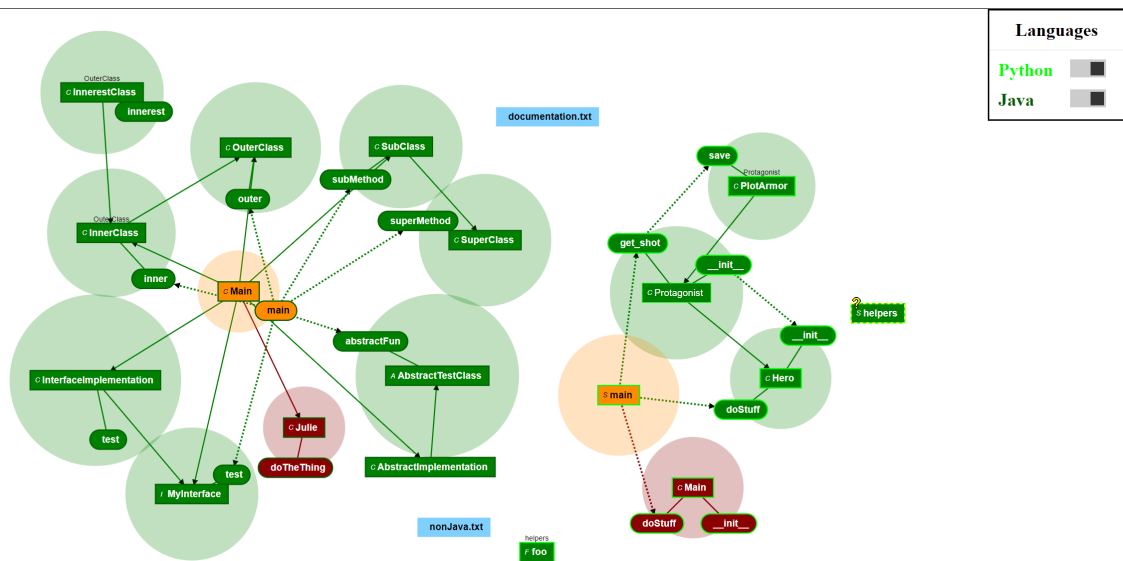 Languages
Python
Java
OuterClass
C InnerestClass
innerest
documentation.txt
C OuterClass
C SubClass
save
Protagonist
C PlotArmor
subMethod
outer
superMethod
OuterClass
C InnerClass
C SuperClass
get_shot
__init__
inner
C Main
main
C Protagonist
?
S helpers
abstractFun
__init__
C InterfaceImplementation
A AbstractTestClass
C Hero
S main
doStuff
C Julie
test
doTheThing
C AbstractImplementation
test
I MyInterface
C Main
nonJava.txt
doStuff
__init__
helpers
F foo